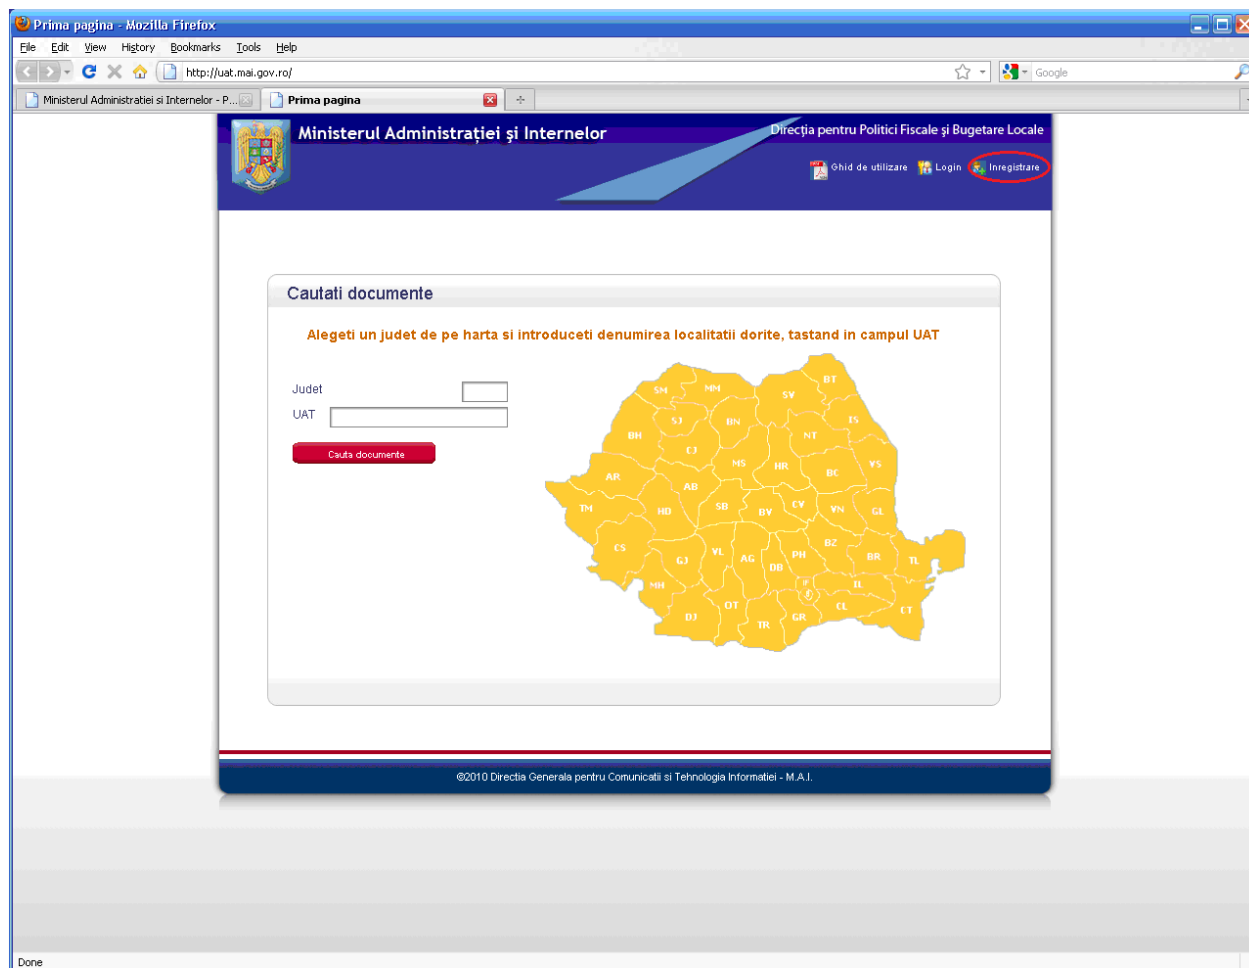 Prima pagina - Mozilla Firefox
File Edit View History Bookmarks Tools Help
http://uat.mai.gov.ro/ Google
Ministerul Administratiei si Internelor - P... Prima pagina
Ministerul Administraţiei şi Internelor
Direcţia pentru Politici Fiscale şi Bugetare Locale
Ghid de utilizare Login Inregistrare
Cautati documente
Alegeti un judet de pe harta si introduceti denumirea localitatii dorite, tastand in campul UAT
Judet
UAT
Cauta documente
SM MM SV BT
SJ BN IS
BH CJ NT
AR MS HR BC VS
AB
TM HD SB BV CV VN GL
CS GJ VL AG DB PH BZ BR TL
MH IF IL
DJ OT TR GR CL CT
©2010 Directia Generala pentru Comunicatii si Tehnologia Informatiei - M.A.I.
Done